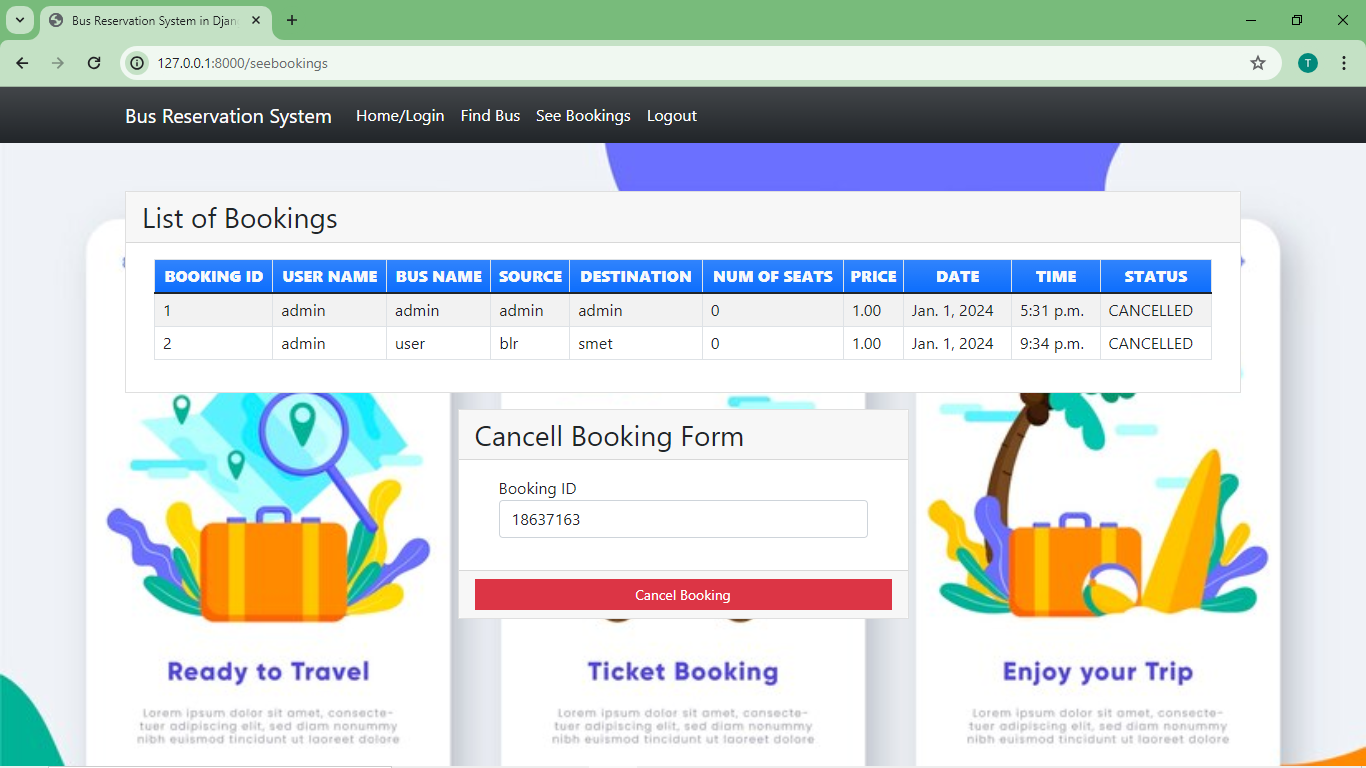 Bus Reservation System in Djan
127.0.0.1:8000/seebookings
T
Bus Reservation System Home/Login Find Bus See Bookings Logout
List of Bookings
BOOKING ID USER NAME BUS NAME SOURCE DESTINATION NUM OF SEATS PRICE DATE TIME STATUS
1 admin admin admin admin 0 1.00 Jan. 1, 2024 5:31 p.m. CANCELLED
2 admin user blr smet 0 1.00 Jan. 1, 2024 9:34 p.m. CANCELLED
Cancell Booking Form
Booking ID
18637163
Cancel Booking
Ready to Travel
Lorem ipsum dolor sit amet, consecte-
tuer adipiscing elit, sed diam nonummy
nibh euismod tincidunt ut laoreet dolore
Ticket Booking
Lorem ipsum dolor sit amet, consecte-
tuer adipiscing elit, sed diam nonummy
nibh euismod tincidunt ut laoreet dolore
Enjoy your Trip
Lorem ipsum dolor sit amet, consecte-
tuer adipiscing elit, sed diam nonummy
nibh euismod tincidunt ut laoreet dolore